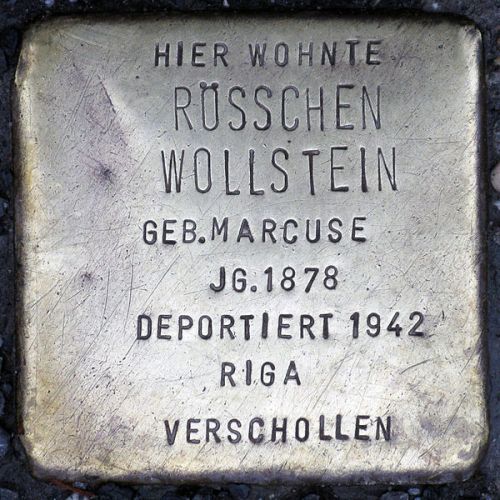 HIER WOHNTE
RÖSSCHEN
WOLLSTEIN
GEB.MARCUSE
JG.1878
DEPORTIERT 1942
RIGA
VERSCHOLLEN